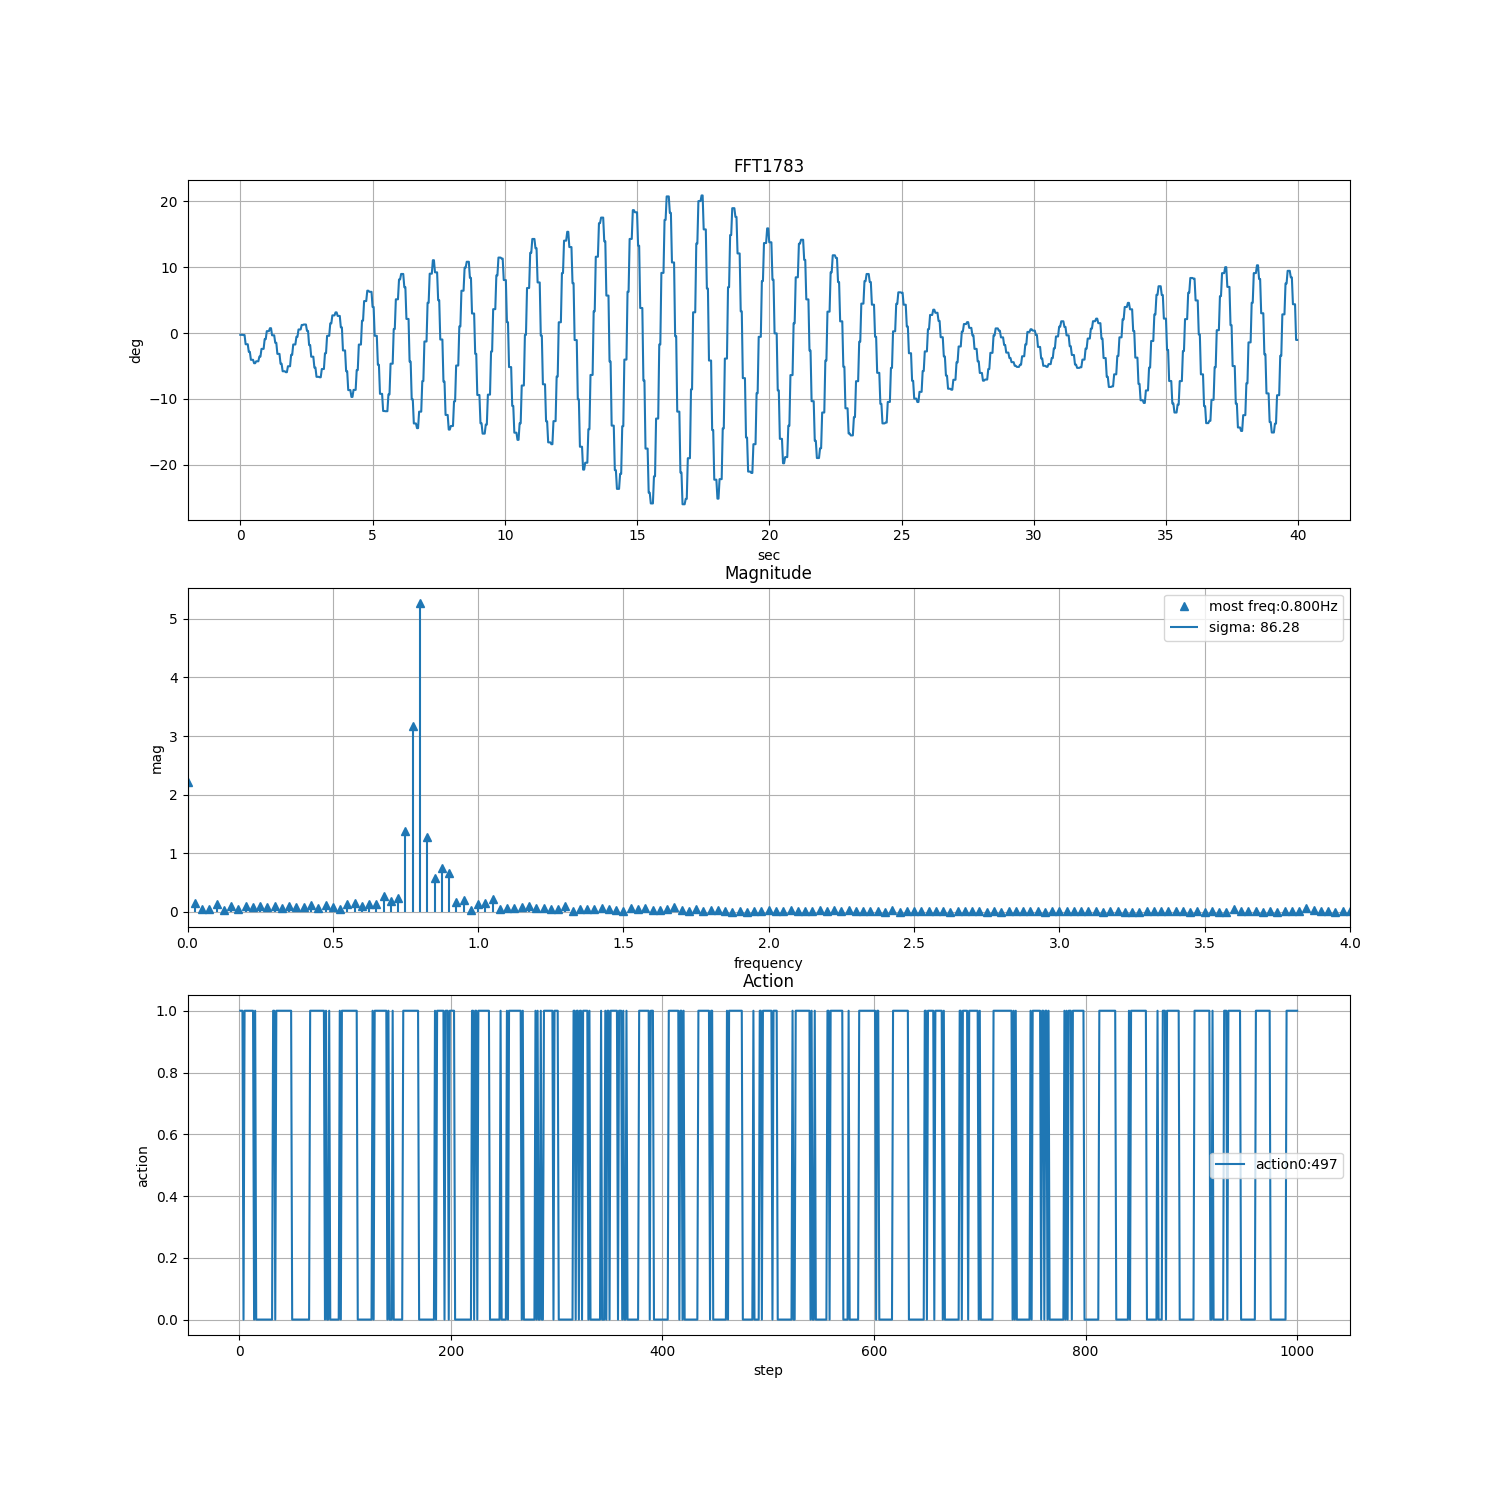 FFT1783
20
10
0
−10
−20
deg
0 5 10 15 20 25 30 35 40
sec
Magnitude
most freq:0.800Hz
sigma: 86.28
5
4
3
2
1
0
mag
0.0 0.5 1.0 1.5 2.0 2.5 3.0 3.5 4.0
frequency
Action
1.0
0.8
0.6
0.4
0.2
0.0
action
action0:497
0 200 400 600 800 1000
step